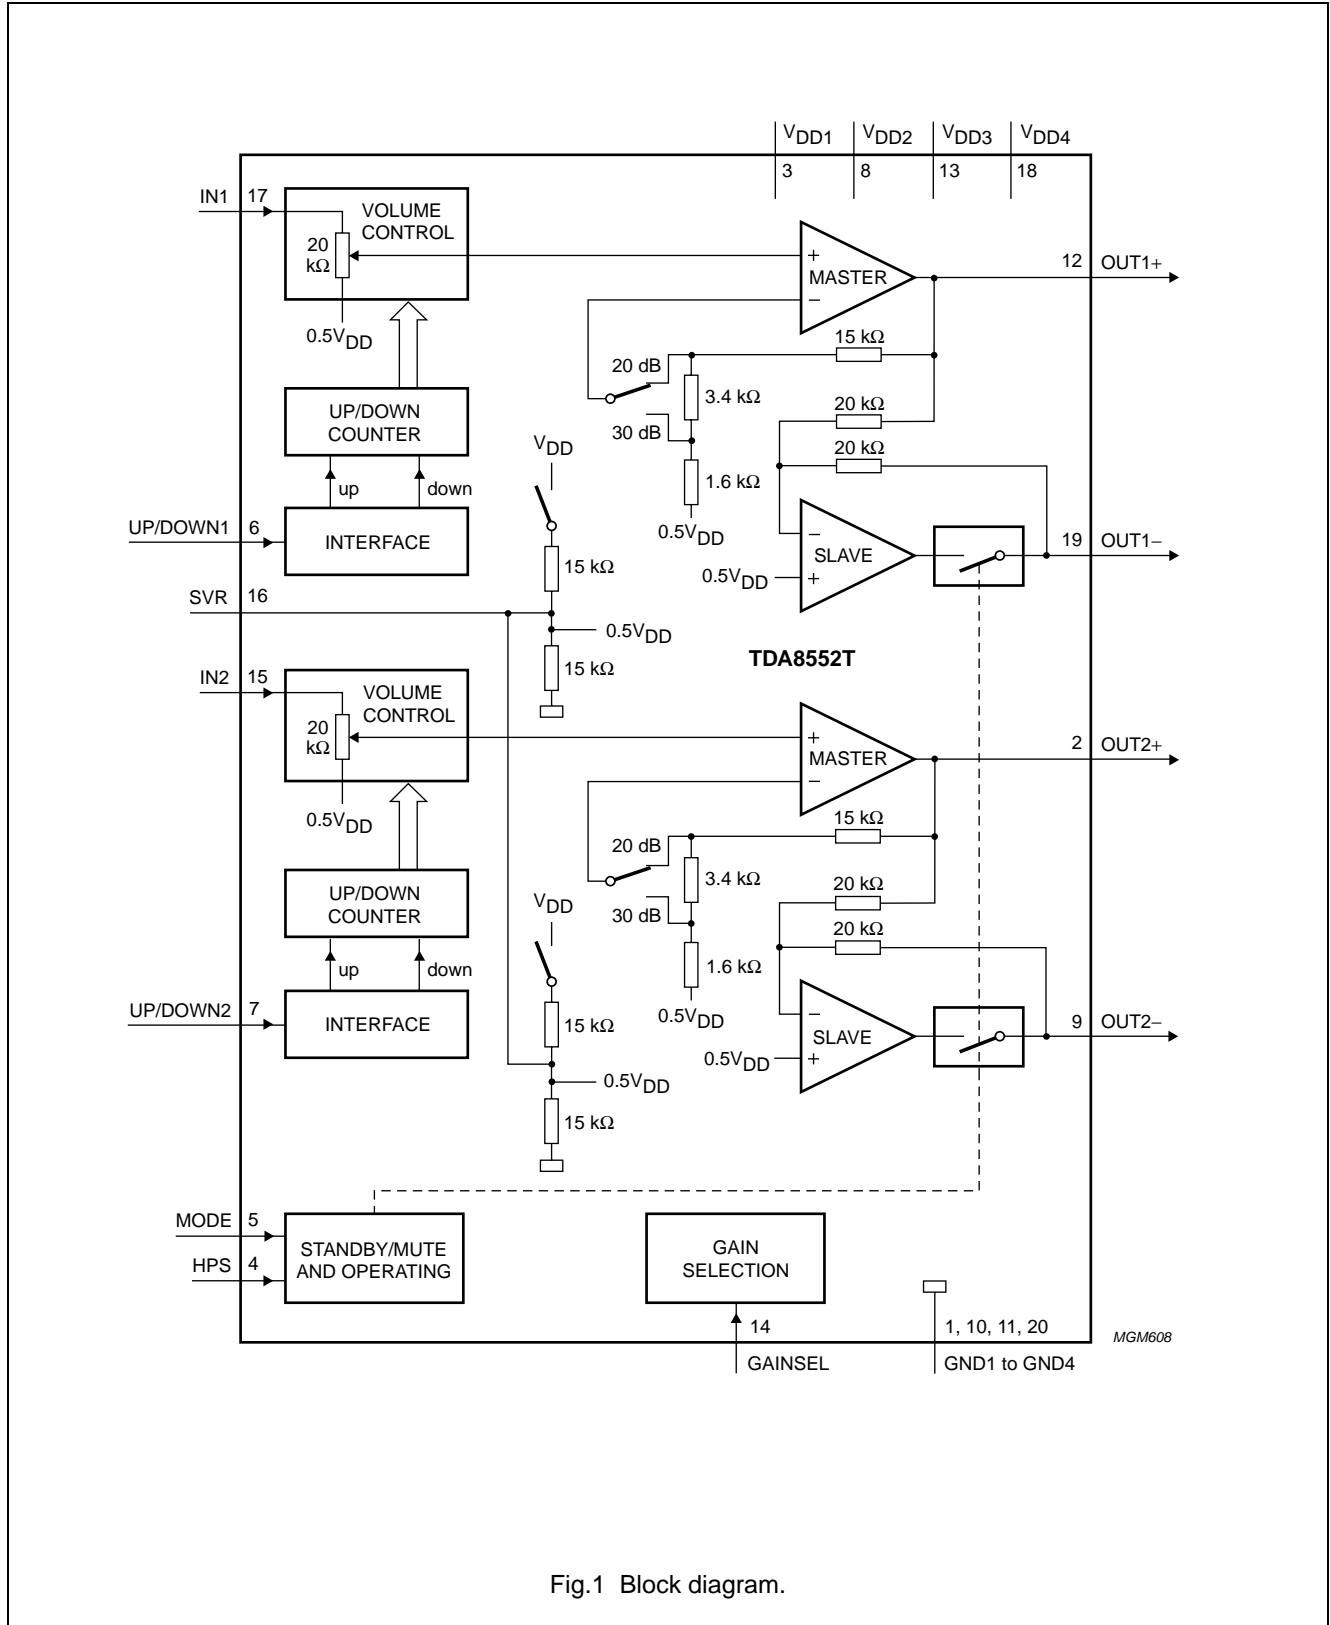 VDD1 VDD2 VDD3 VDD4
3 8 13 18
IN1 17
VOLUME
CONTROL
20
kΩ
0.5VDD
+
MASTER
−
12 OUT1+
15 kΩ
20 dB
3.4 kΩ
30 dB
20 kΩ
20 kΩ
1.6 kΩ
0.5VDD
UP/DOWN
COUNTER
up down
VDD
UP/DOWN1 6
INTERFACE
15 kΩ
−
SLAVE
0.5VDD +
19 OUT1−
SVR 16
0.5VDD
15 kΩ
TDA8552T
IN2 15
VOLUME
CONTROL
20
kΩ
0.5VDD
+
MASTER
−
2 OUT2+
15 kΩ
20 dB
3.4 kΩ
30 dB
20 kΩ
20 kΩ
1.6 kΩ
0.5VDD
UP/DOWN
COUNTER
up down
VDD
UP/DOWN2 7
INTERFACE
15 kΩ
−
SLAVE
0.5VDD +
9 OUT2−
0.5VDD
15 kΩ
MODE 5
HPS 4
STANDBY/MUTE
AND OPERATING
GAIN
SELECTION
14
GAINSEL
1, 10, 11, 20
GND1 to GND4
MGM608
Fig.1 Block diagram.